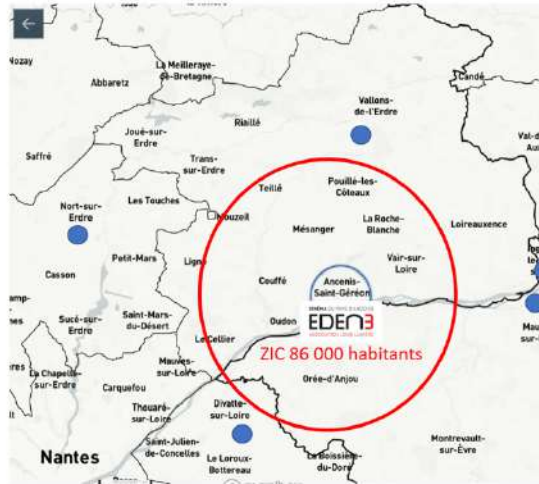 Nozay
La Meilleraye-
de-Bretagne
Candé
Abbaretz
Vallons-
de-l'Erdre
Riaillé
Joué-sur-
Erdre
Saffré
Trans-
sur-Erdre
Teillé
Pouillé-les-
Côteaux
Les Touches
Nort-sur-
Erdre
Mouzeil
La Roche-
Blanche
Loireauxence
Mésanger
Petit-Mars
Ligné
Vair-sur-
Loire
Casson
Couffé
Ancenis-
Saint-Géréon
EDEN3
Saint-Mars-
du-Désert
Sucé-sur-
Erdre
Oudon
Le Cellier
ZIC 86 000 habitants
Mauves-
sur-Loire
La Chapelle-
sur-Erdre
Carquefou
Orée-d'Anjou
Thouaré-
sur-Loire
Divatte-
sur-Loire
Saint-Julien-
de-Concelles
Montrevault-
sur-Èvre
Nantes
Le Loroux-
Bottereau
La Boissière-
du-Doré